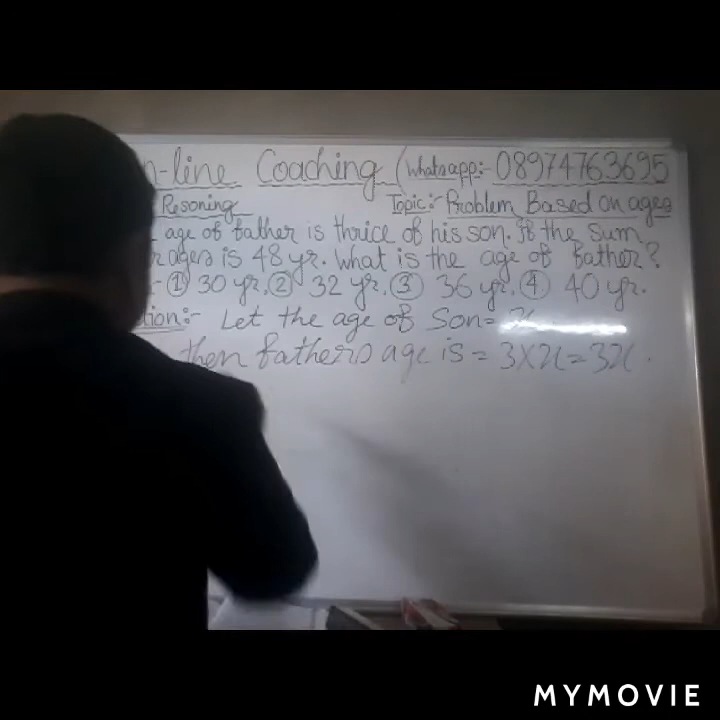 n-line Coaching (whatsapp:- 08974763695
Resoning Topic:- Problem Based on ages
age of father is thrice of his son. If the sum
r ages is 48 yr. What is the age of Father?
① 30 yr. ② 32 yr. ③ 36 yr. ④ 40 yr.
tion:- Let the age of Son = x
then fathers age is = 3×x = 3x.
MYMOVIE